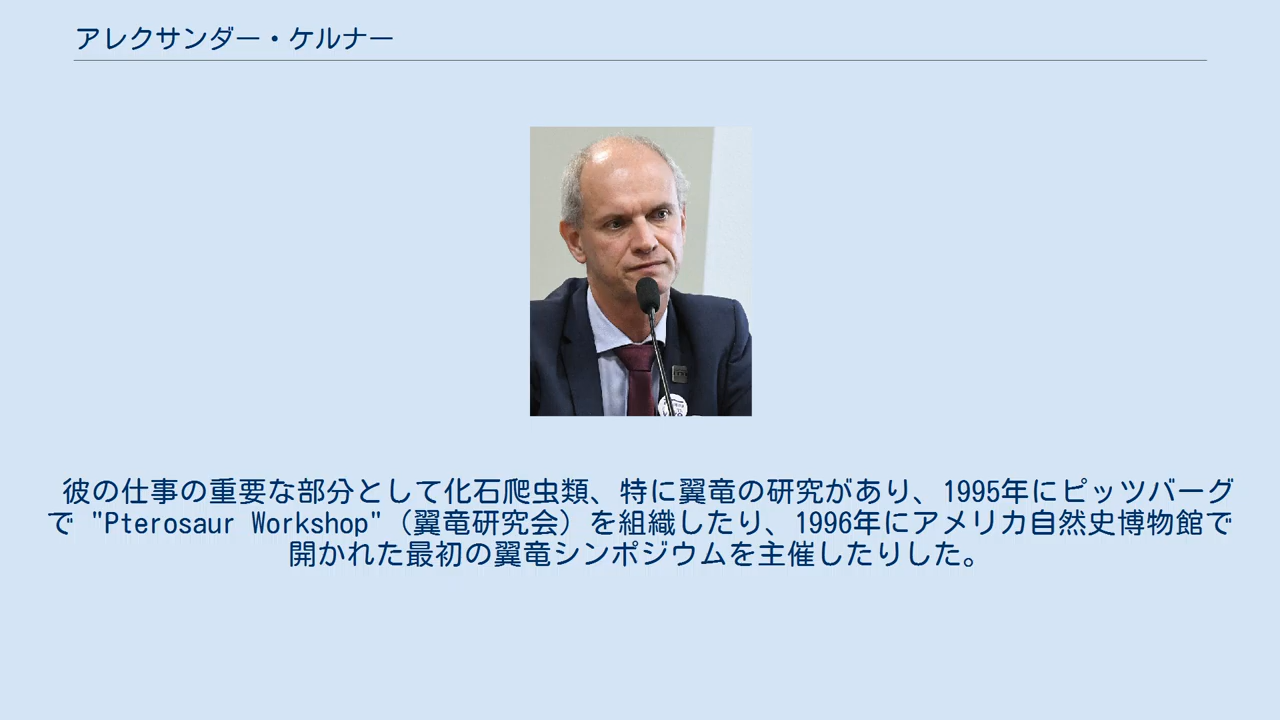 アレクサンダー・ケルナー
彼の仕事の重要な部分として化石爬虫類、特に翼竜の研究があり、1995年にピッツバーグ
で "Pterosaur Workshop"（翼竜研究会）を組織したり、1996年にアメリカ自然史博物館で
開かれた最初の翼竜シンポジウムを主催したりした。